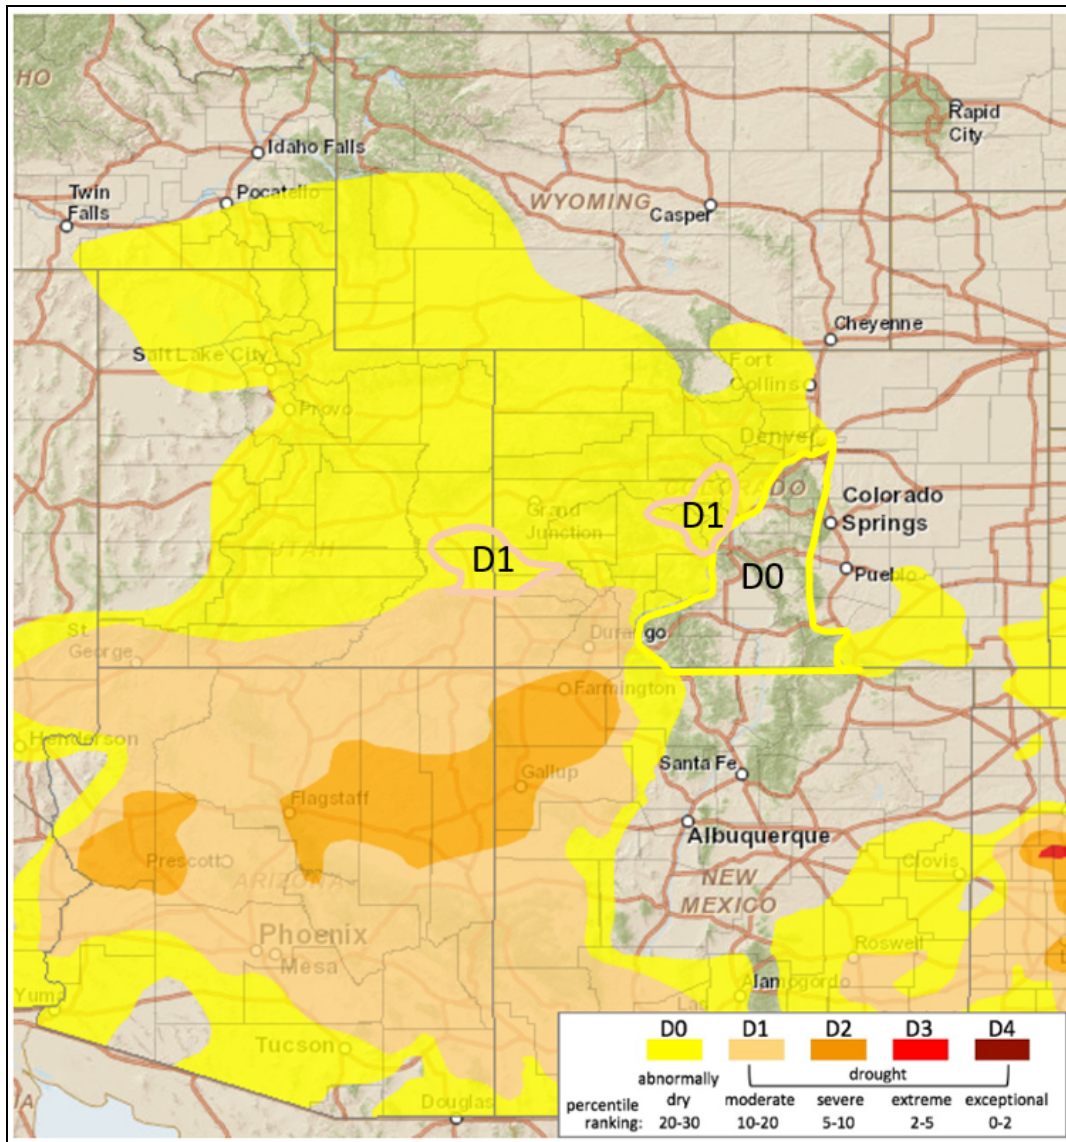 HO
Rapid
City
Idaho Falls
Twin
Falls
Pocatello
WYOMING
Casper
Cheyenne
Salt Lake City
Fort
Collins
Provo
Denver
COLORADO
Colorado
Springs
Grand
Junction
D1
UTAH
D1
D0
Pueblo
St.
George
Durango
Farmington
Henderson
Santa Fe
Gallup
Flagstaff
Albuquerque
Prescott
ARIZONA
Clovis
NEW
MEXICO
Phoenix
Mesa
Roswell
Alamogordo
Las
Yuma
Tucson
Douglas
D0 D1 D2 D3 D4
abnormally drought
dry moderate severe extreme exceptional
percentile
ranking: 20-30 10-20 5-10 2-5 0-2